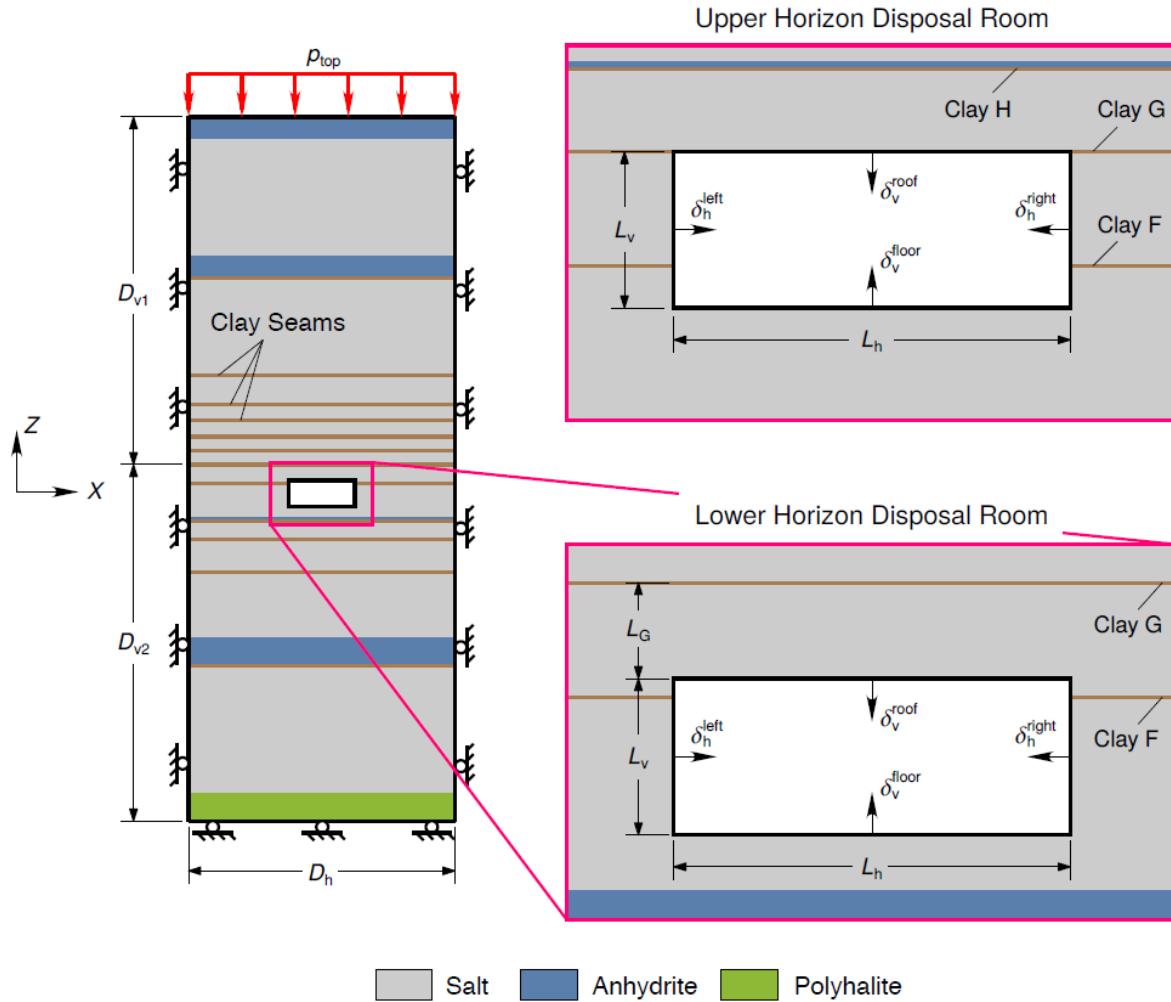 Upper Horizon Disposal Room
p_top
Clay H
Clay G
δ_h^left
δ_v^roof
δ_h^right
L_v
δ_v^floor
Clay F
L_h
D_v1
Clay Seams
Z
X
Lower Horizon Disposal Room
L_G
Clay G
D_v2
δ_h^left
δ_v^roof
δ_h^right
Clay F
L_v
δ_v^floor
L_h
D_h
Salt
Anhydrite
Polyhalite